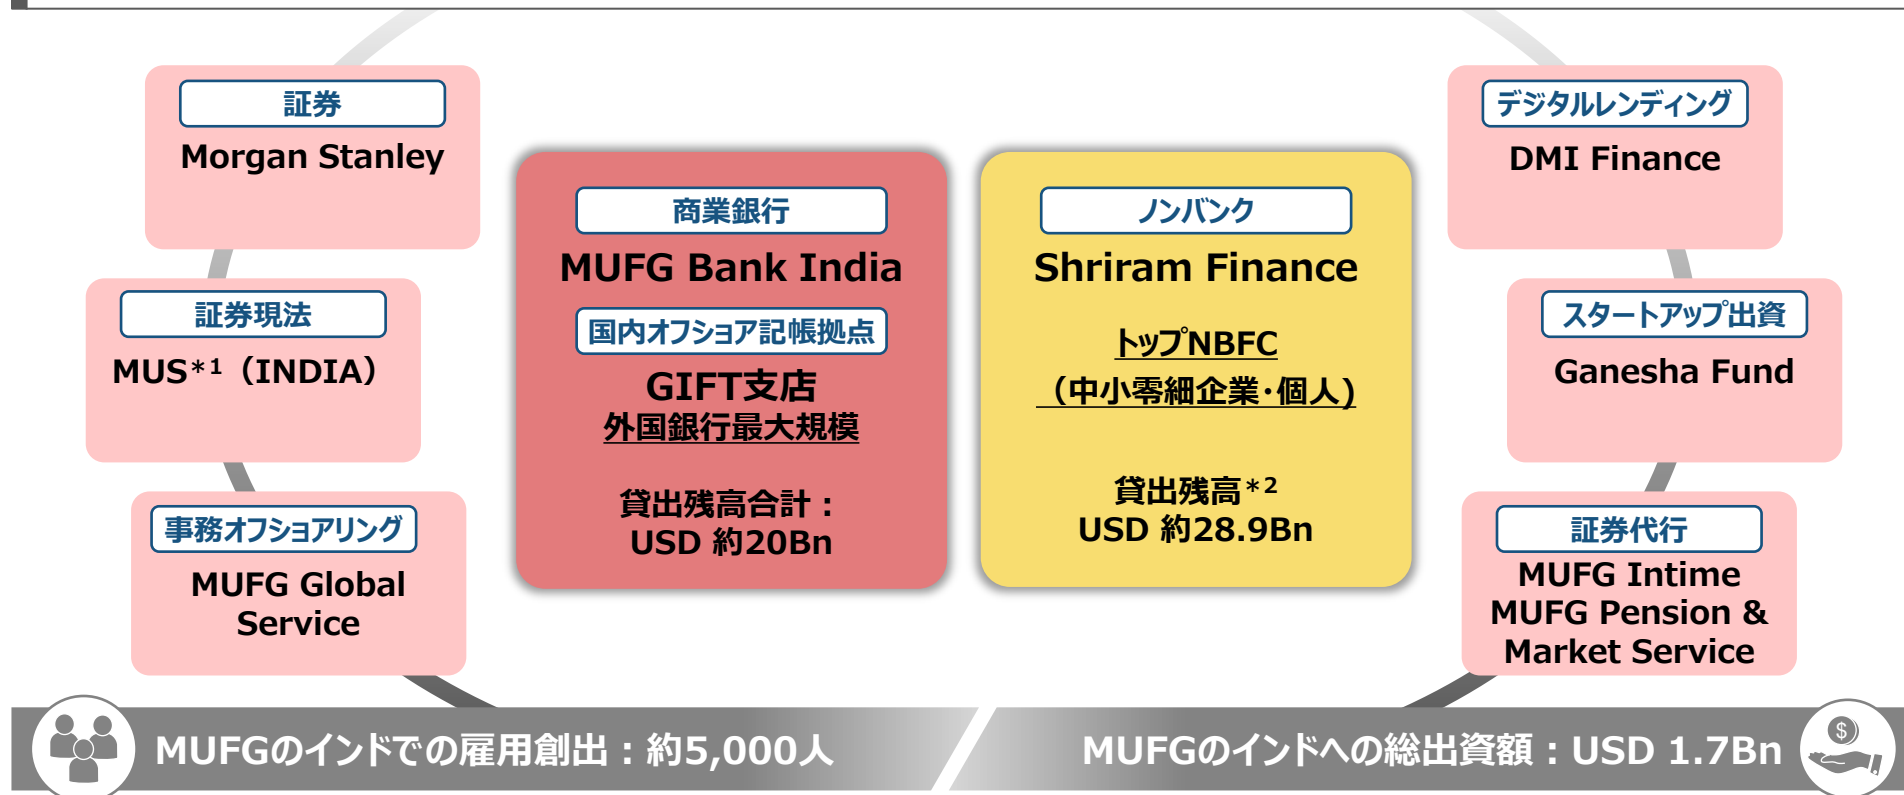 証券
Morgan Stanley
証券現法
MUS*1（INDIA）
事務オフショアリング
MUFG Global
Service
商業銀行
MUFG Bank India
国内オフショア記帳拠点
GIFT支店
外国銀行最大規模
貸出残高合計：
USD 約20Bn
ノンバンク
Shriram Finance
トップNBFC
（中小零細企業･個人)
貸出残高*2
USD 約28.9Bn
デジタルレンディング
DMI Finance
スタートアップ出資
Ganesha Fund
証券代行
MUFG Intime
MUFG Pension &
Market Service
MUFGのインドでの雇用創出：約5,000人
MUFGのインドへの総出資額：USD 1.7Bn
$